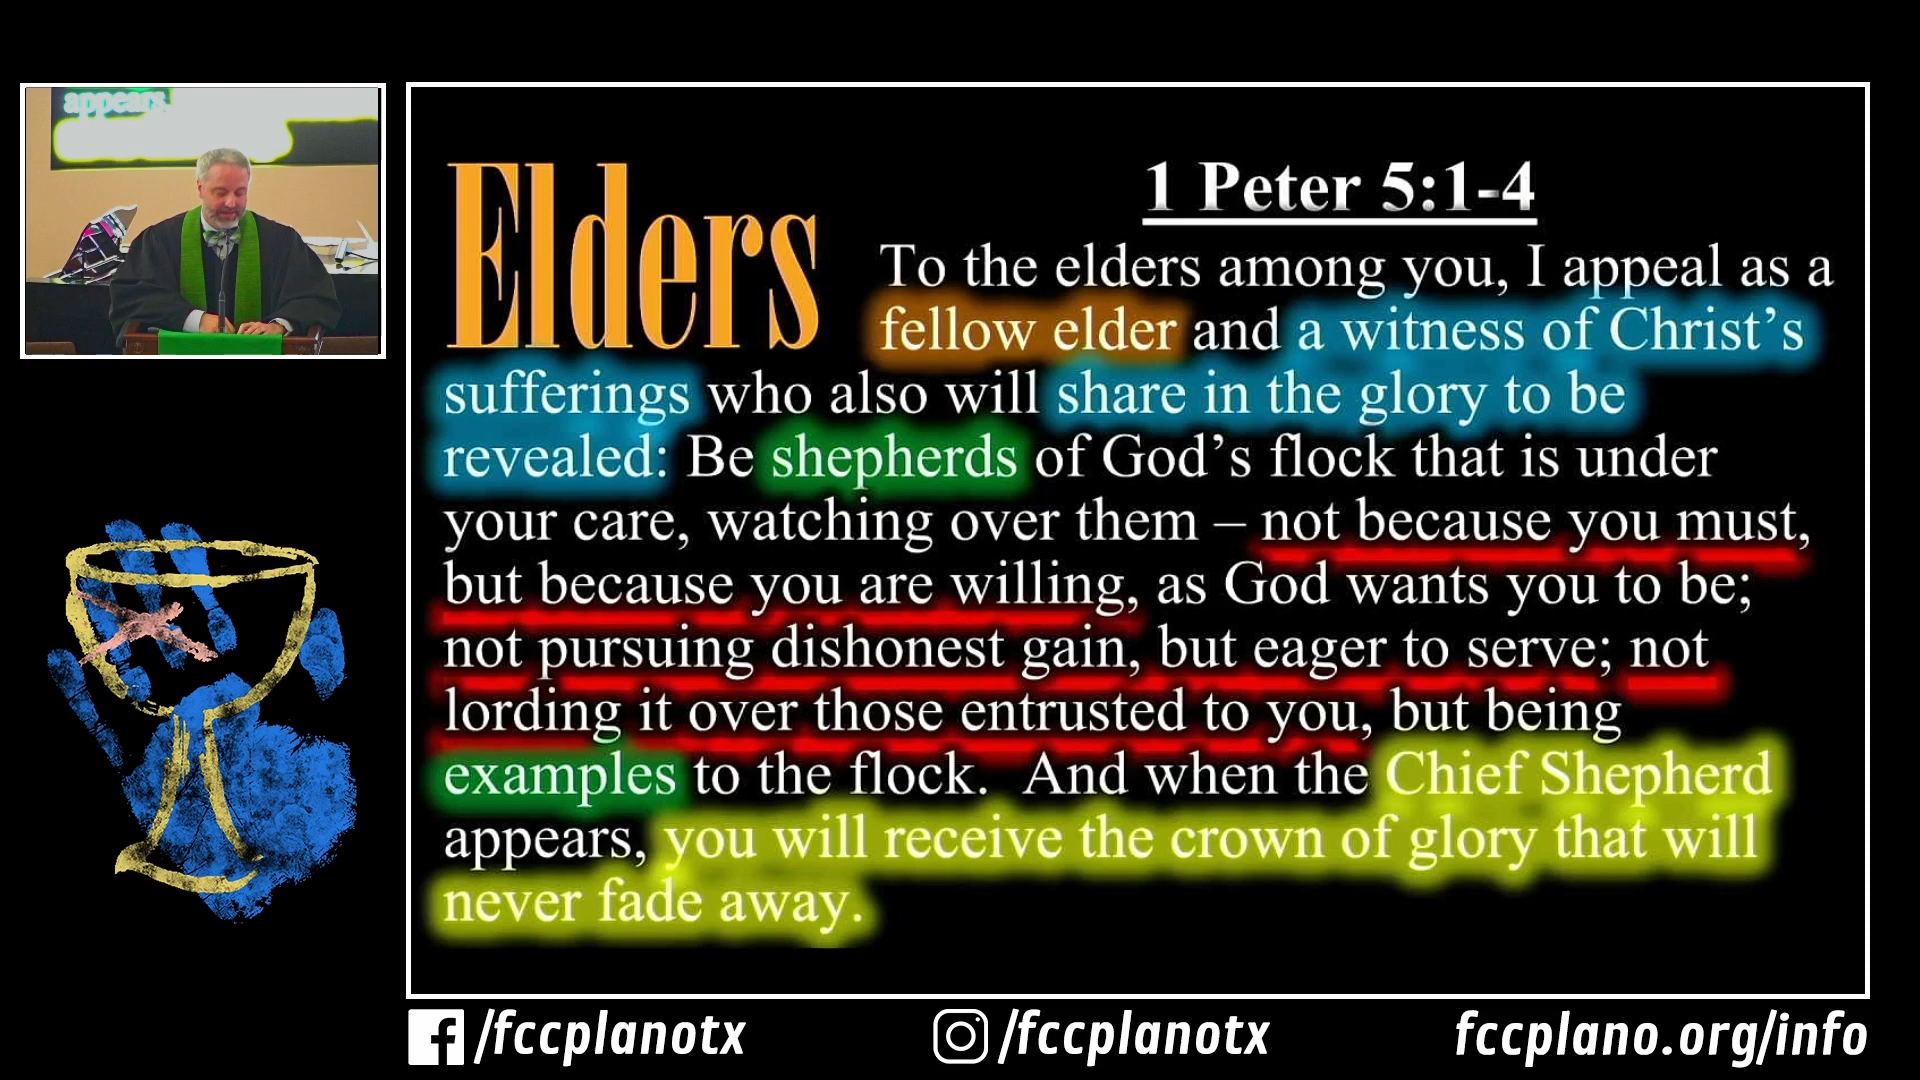 appears,
Elders
1 Peter 5:1-4
To the elders among you, I appeal as a
fellow elder and a witness of Christ’s
sufferings who also will share in the glory to be
revealed: Be shepherds of God’s flock that is under
your care, watching over them – not because you must,
but because you are willing, as God wants you to be;
not pursuing dishonest gain, but eager to serve; not
lording it over those entrusted to you, but being
examples to the flock.  And when the Chief Shepherd
appears, you will receive the crown of glory that will
never fade away.
/fccplanotx
/fccplanotx
fccplano.org/info